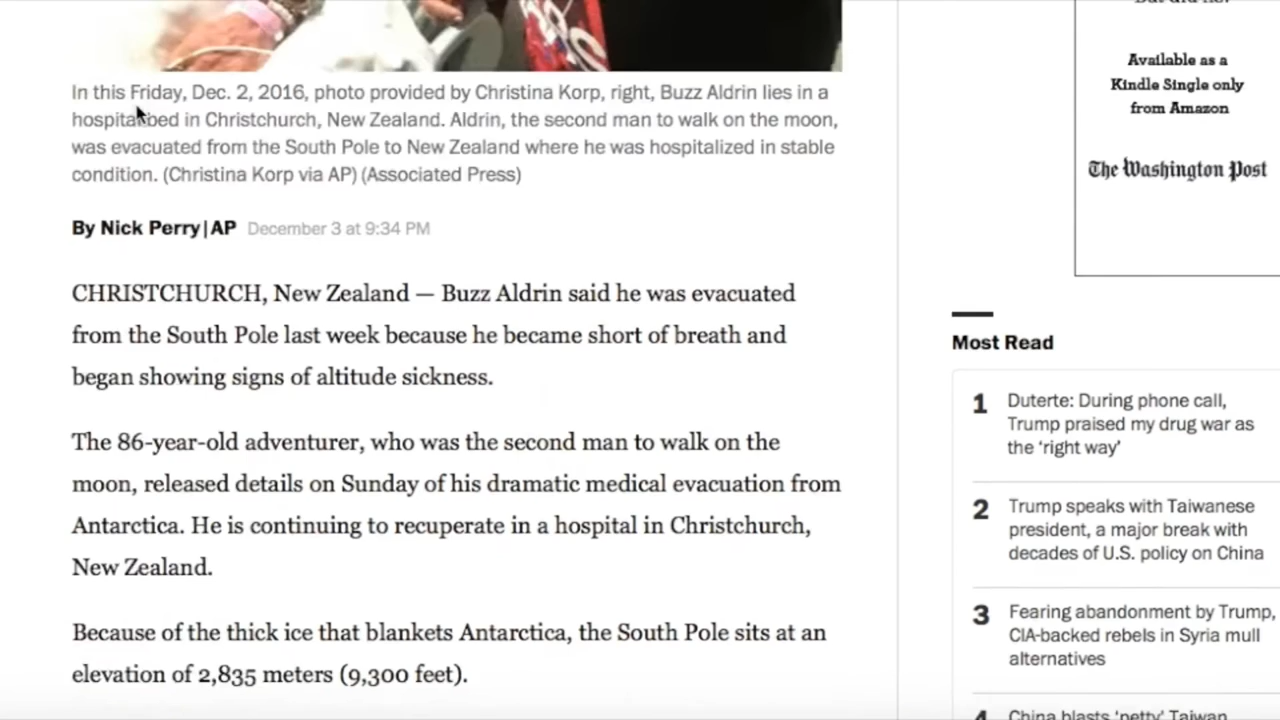 In this Friday, Dec. 2, 2016, photo provided by Christina Korp, right, Buzz Aldrin lies in a
hospital bed in Christchurch, New Zealand. Aldrin, the second man to walk on the moon,
was evacuated from the South Pole to New Zealand where he was hospitalized in stable
condition. (Christina Korp via AP) (Associated Press)
By Nick Perry | AP December 3 at 9:34 PM
CHRISTCHURCH, New Zealand — Buzz Aldrin said he was evacuated
from the South Pole last week because he became short of breath and
began showing signs of altitude sickness.
The 86-year-old adventurer, who was the second man to walk on the
moon, released details on Sunday of his dramatic medical evacuation from
Antarctica. He is continuing to recuperate in a hospital in Christchurch,
New Zealand.
Because of the thick ice that blankets Antarctica, the South Pole sits at an
elevation of 2,835 meters (9,300 feet).
Available as a
Kindle Single only
from Amazon
The Washington Post
Most Read
1 Duterte: During phone call,
Trump praised my drug war as
the ‘right way’
2 Trump speaks with Taiwanese
president, a major break with
decades of U.S. policy on China
3 Fearing abandonment by Trump,
CIA-backed rebels in Syria mull
alternatives
4 China blasts ‘petty’ Taiwan